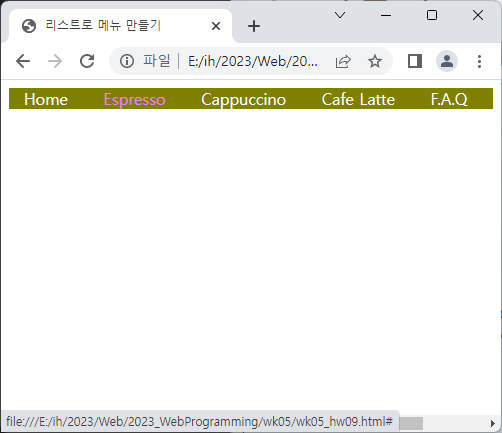 리스트로 메뉴 만들기
파일 E:/ih/2023/Web/20...
Home Espresso Cappuccino Cafe Latte F.A.Q
file:///E:/ih/2023/Web/2023_WebProgramming/wk05/wk05_hw09.html#